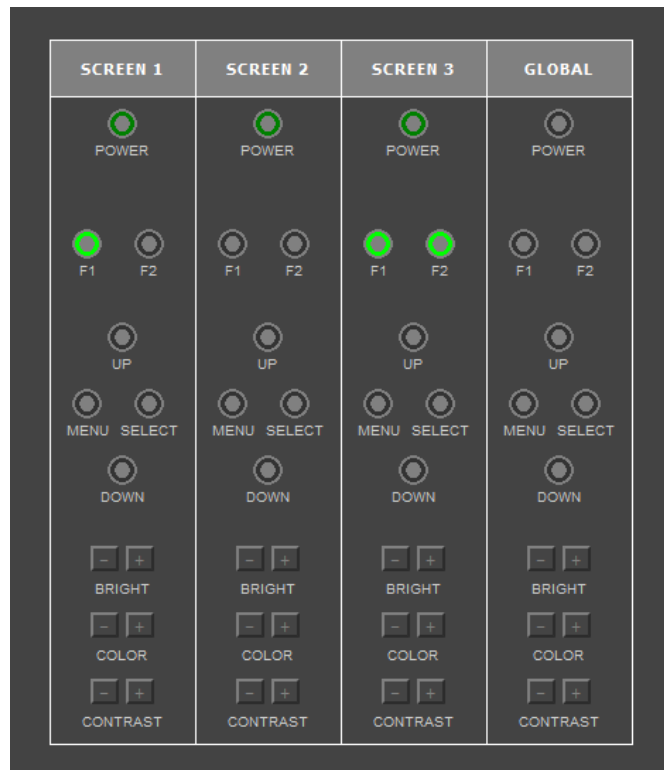 SCREEN 1 SCREEN 2 SCREEN 3 GLOBAL
POWER POWER POWER POWER
F1 F2 F1 F2 F1 F2 F1 F2
UP UP UP UP
MENU SELECT MENU SELECT MENU SELECT MENU SELECT
DOWN DOWN DOWN DOWN
- + - + - + - +
BRIGHT BRIGHT BRIGHT BRIGHT
- + - + - + - +
COLOR COLOR COLOR COLOR
- + - + - + - +
CONTRAST CONTRAST CONTRAST CONTRAST